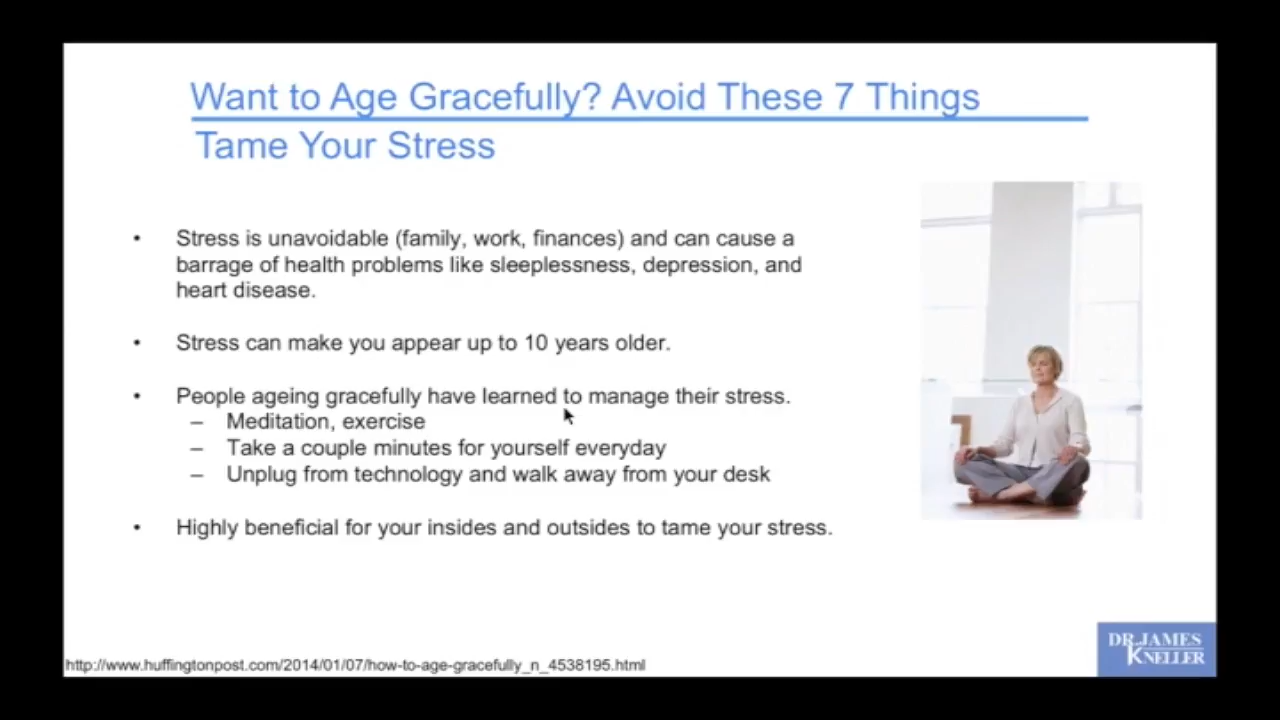 Want to Age Gracefully? Avoid These 7 Things
Tame Your Stress
• Stress is unavoidable (family, work, finances) and can cause a
barrage of health problems like sleeplessness, depression, and
heart disease.
• Stress can make you appear up to 10 years older.
• People ageing gracefully have learned to manage their stress.
– Meditation, exercise
– Take a couple minutes for yourself everyday
– Unplug from technology and walk away from your desk
• Highly beneficial for your insides and outsides to tame your stress.
http://www.huffingtonpost.com/2014/01/07/how-to-age-gracefully_n_4538195.html
DR.JAMES
KNELLER